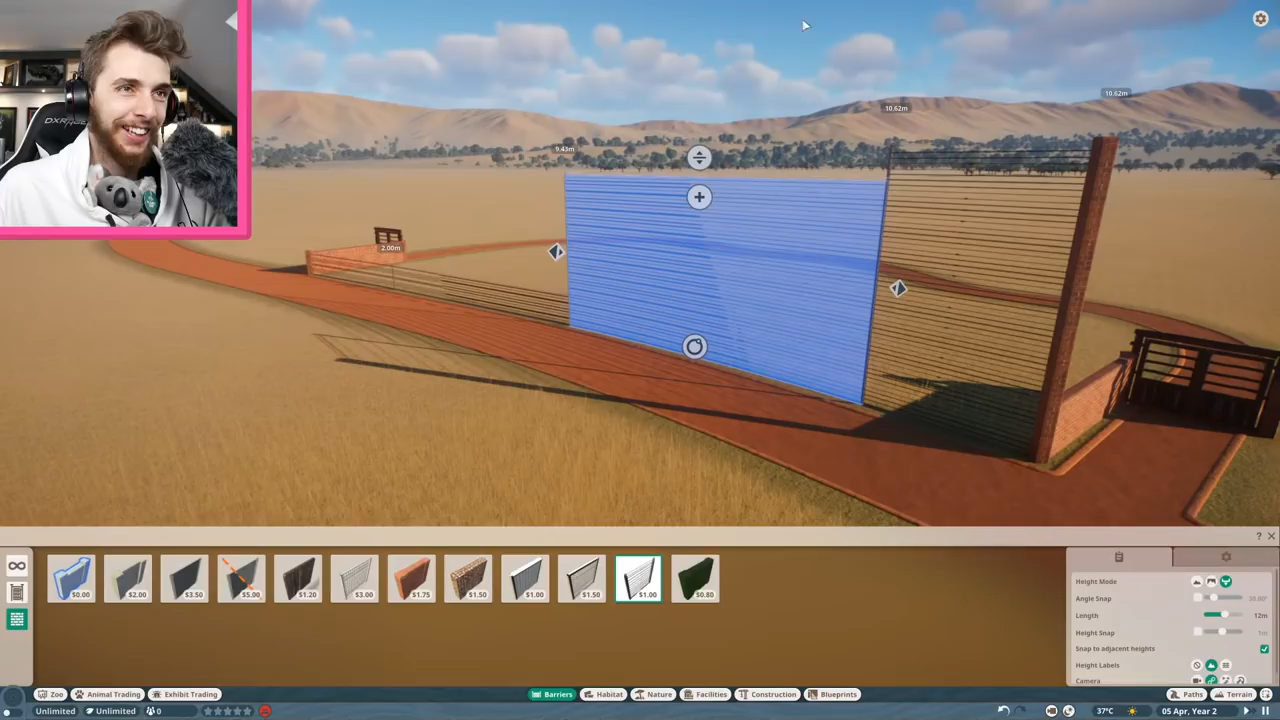 DXR
10.62m
10.62m
9.45m
2.00m
? ×
$0.00
$2.00
$3.50
$5.00
$1.20
$3.00
$1.75
$1.50
$1.00
$1.50
$1.00
$0.80
Height Mode
Angle Snap
Length 12m
Height Snap 1m
Snap to adjacent heights
Height Labels
Camera
Zoo
Animal Trading
Exhibit Trading
Barriers
Habitat
Nature
Facilities
Construction
Blueprints
Paths
Terrain
Unlimited
Unlimited
0
37°C
05 Apr, Year 2